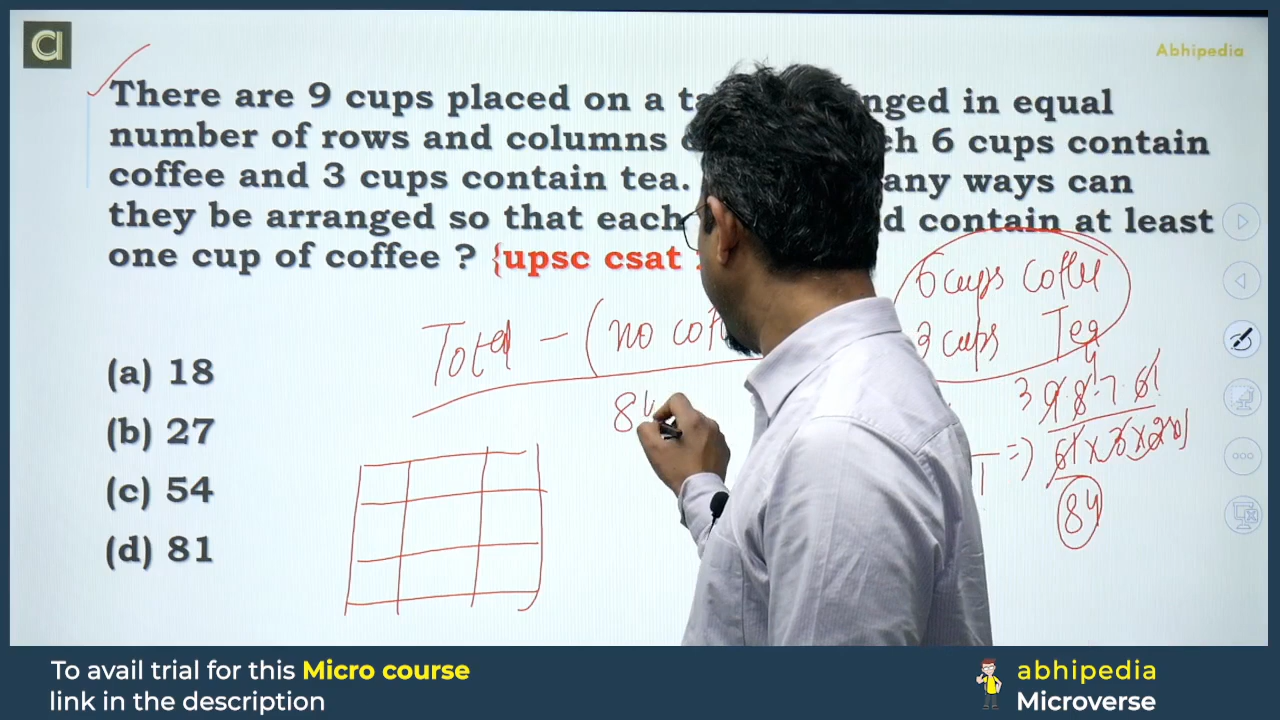 Abhipedia
There are 9 cups placed on a ta nged in equal
number of rows and columns ch 6 cups contain
coffee and 3 cups contain tea. any ways can
they be arranged so that each d contain at least
one cup of coffee ? {upsc csat
6 cups Coffee
Total - (no cof 3 cups Tea
(a) 18
(b) 27
(c) 54
(d) 81
84
T =>
84
To avail trial for this Micro course
link in the description
abhipedia
Microverse